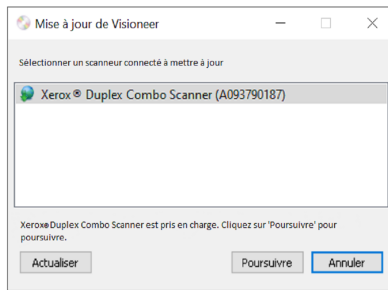 Mise à jour de Visioneer
Sélectionner un scanneur connecté à mettre à jour
Xerox® Duplex Combo Scanner (A093790187)
Xerox®Duplex Combo Scanner est pris en charge. Cliquez sur 'Poursuivre' pour
poursuivre.
Actualiser Poursuivre Annuler